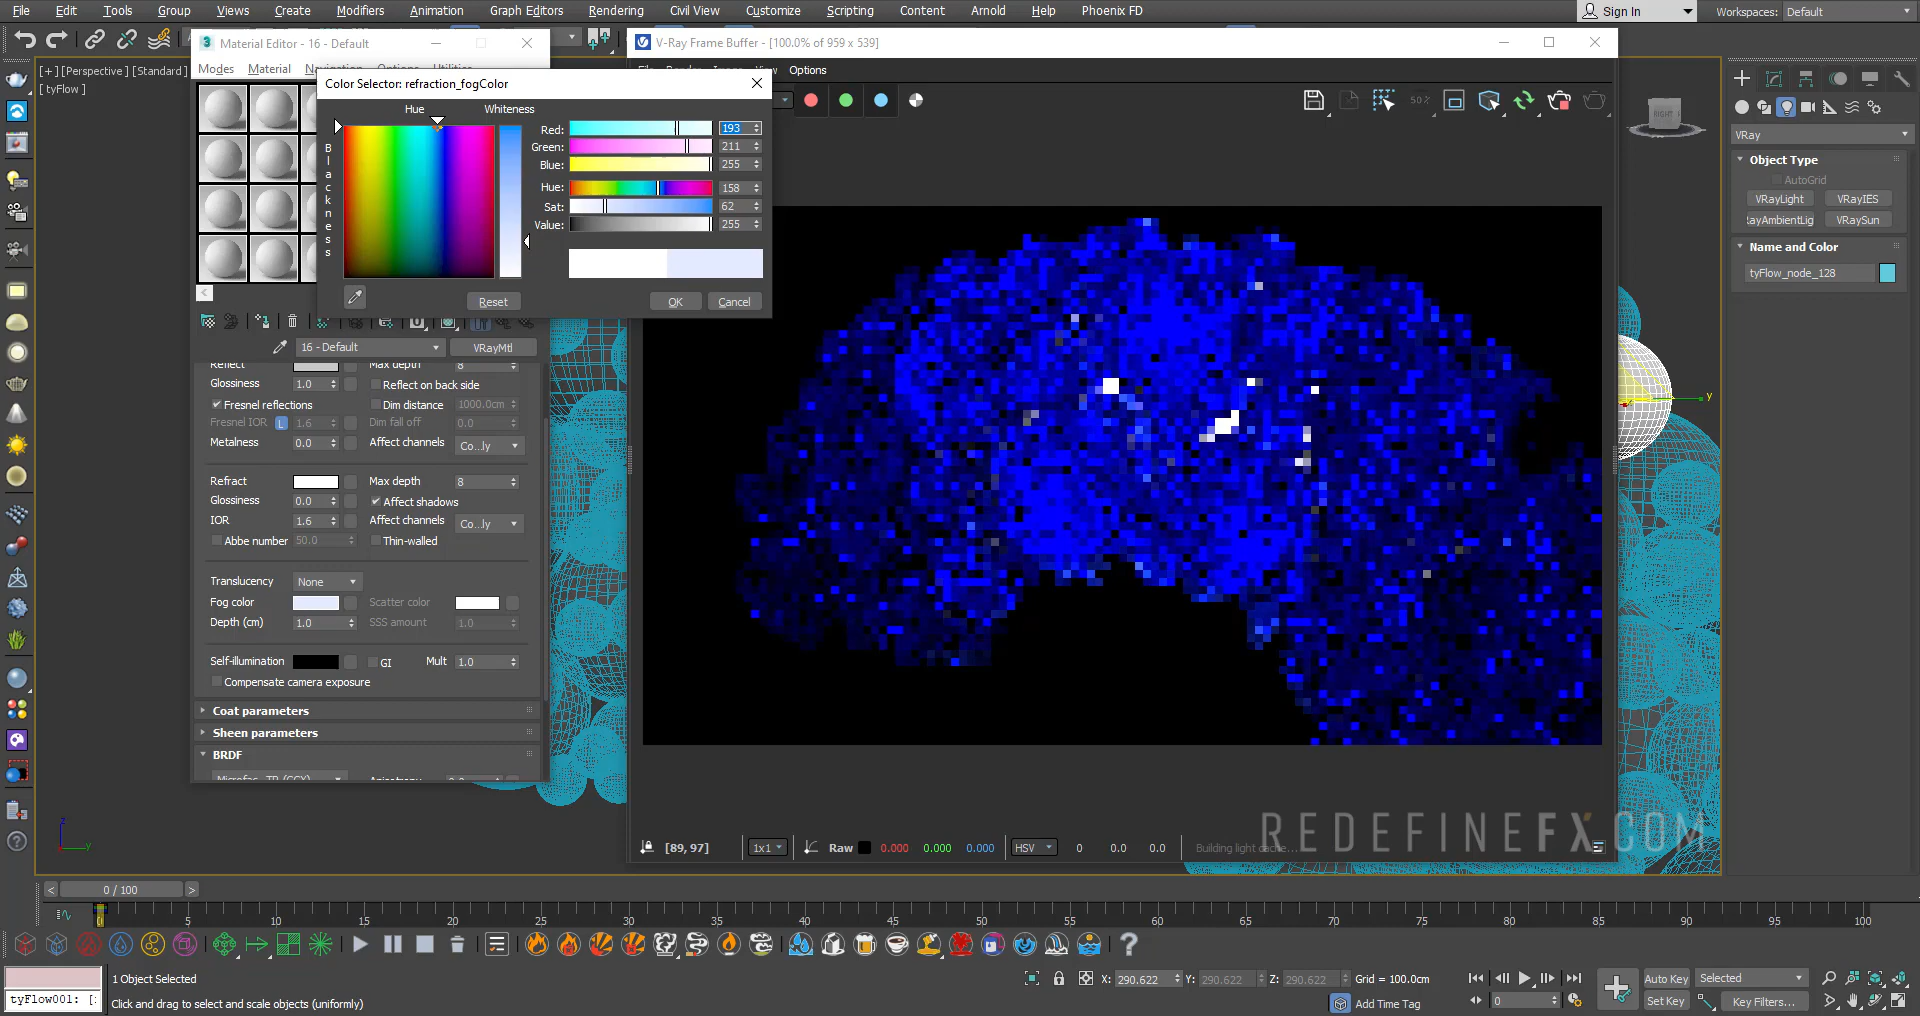 File Edit Tools Group Views Create Modifiers Animation Graph Editors Rendering Civil View Customize Scripting Content Arnold Help Phoenix FD
Sign In
Workspaces: Default
Material Editor - 16 - Default
V-Ray Frame Buffer - [100.0% of 959 x 539]
[+] [Perspective ] [Standard ]
[ tyFlow ]
Modes Material
Options
Color Selector: refraction_fogColor
Hue
Whiteness
Blackness
Red: 193
Green: 211
Blue: 255
Hue: 158
Sat: 62
Value: 255
Reset
OK
Cancel
50%
16 - Default
VRayMtl
Reflect
Max depth 8
Glossiness 1.0
Reflect on back side
Fresnel reflections
Dim distance 1000.0cm
Fresnel IOR L 1.6
Dim fall off 0.0
Metalness 0.0
Affect channels Co...ly
Refract
Max depth 8
Glossiness 0.0
Affect shadows
IOR 1.6
Affect channels Co...ly
Abbe number 50.0
Thin-walled
Translucency None
Fog color
Scatter color
Depth (cm) 1.0
SSS amount 1.0
Self-illumination
GI
Mult 1.0
Compensate camera exposure
Coat parameters
Sheen parameters
BRDF
VRay
Object Type
AutoGrid
VRayLight
VRayIES
VRaySun
Name and Color
tyFlow_node_128
RIGHT
y
z
y
[89, 97]
1x1
Raw
0.000 0.000 0.000
HSV
0 0.0 0.0
Building light cache...
REDEFINEFX.COM
< 0 / 100 >
0 5 10 15 20 25 30 35 40 45 50 55 60 65 70 75 80 85 90 95 100
1 Object Selected
X: 290.622
Y: 290.622
Z: 290.622
Grid = 100.0cm
Auto Key
Selected
tyFlow001: [
Click and drag to select and scale objects (uniformly)
Add Time Tag
0
Set Key
Key Filters...